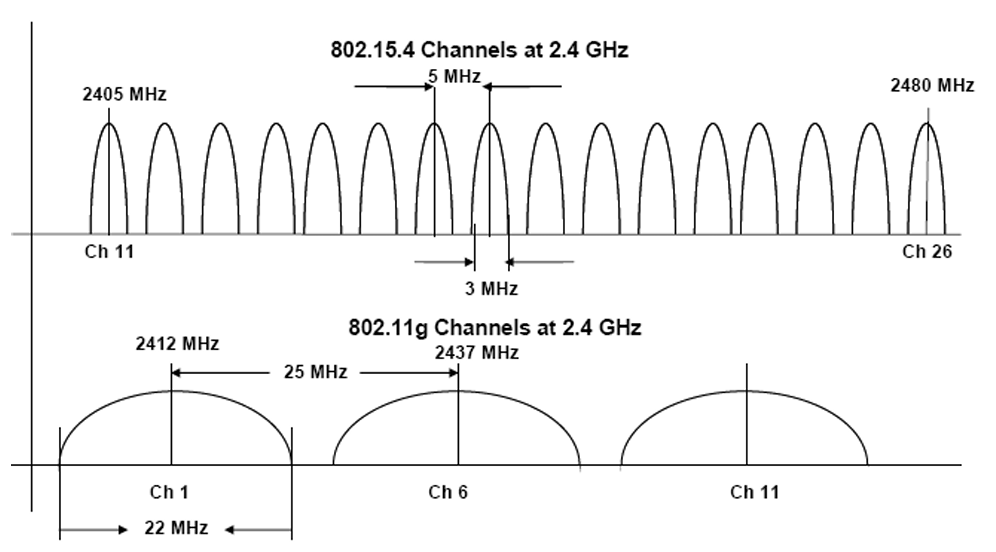 802.15.4 Channels at 2.4 GHz
5 MHz
2405 MHz
2480 MHz
Ch 11
Ch 26
3 MHz
802.11g Channels at 2.4 GHz
2412 MHz
2437 MHz
25 MHz
Ch 1
Ch 6
Ch 11
22 MHz